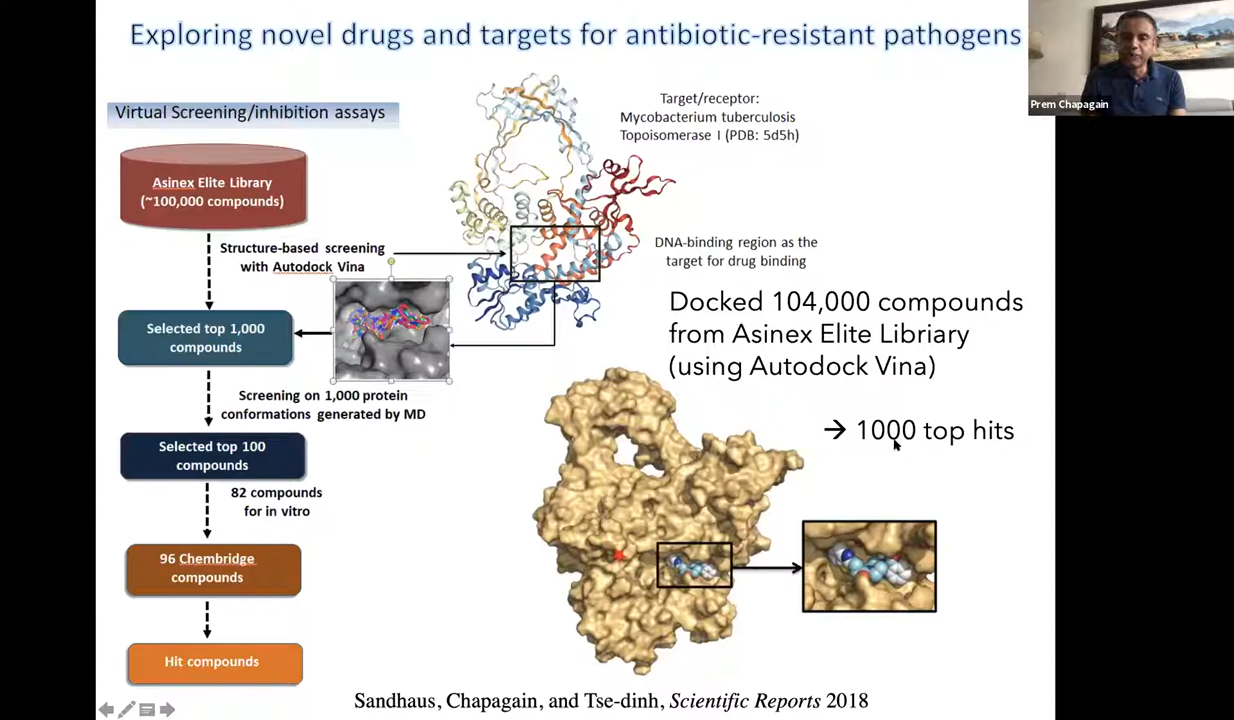 Exploring novel drugs and targets for antibiotic-resistant pathogens
Prem Chapagain
Virtual Screening/inhibition assays
Target/receptor:
Mycobacterium tuberculosis
Topoisomerase I (PDB: 5d5h)
Asinex Elite Library
(~100,000 compounds)
Structure-based screening
with Autodock Vina
DNA-binding region as the
target for drug binding
Selected top 1,000
compounds
Docked 104,000 compounds
from Asinex Elite Libriary
(using Autodock Vina)
Screening on 1,000 protein
conformations generated by MD
→ 1000 top hits
Selected top 100
compounds
82 compounds
for in vitro
96 Chembridge
compounds
Hit compounds
Sandhaus, Chapagain, and Tse-dinh, Scientific Reports 2018